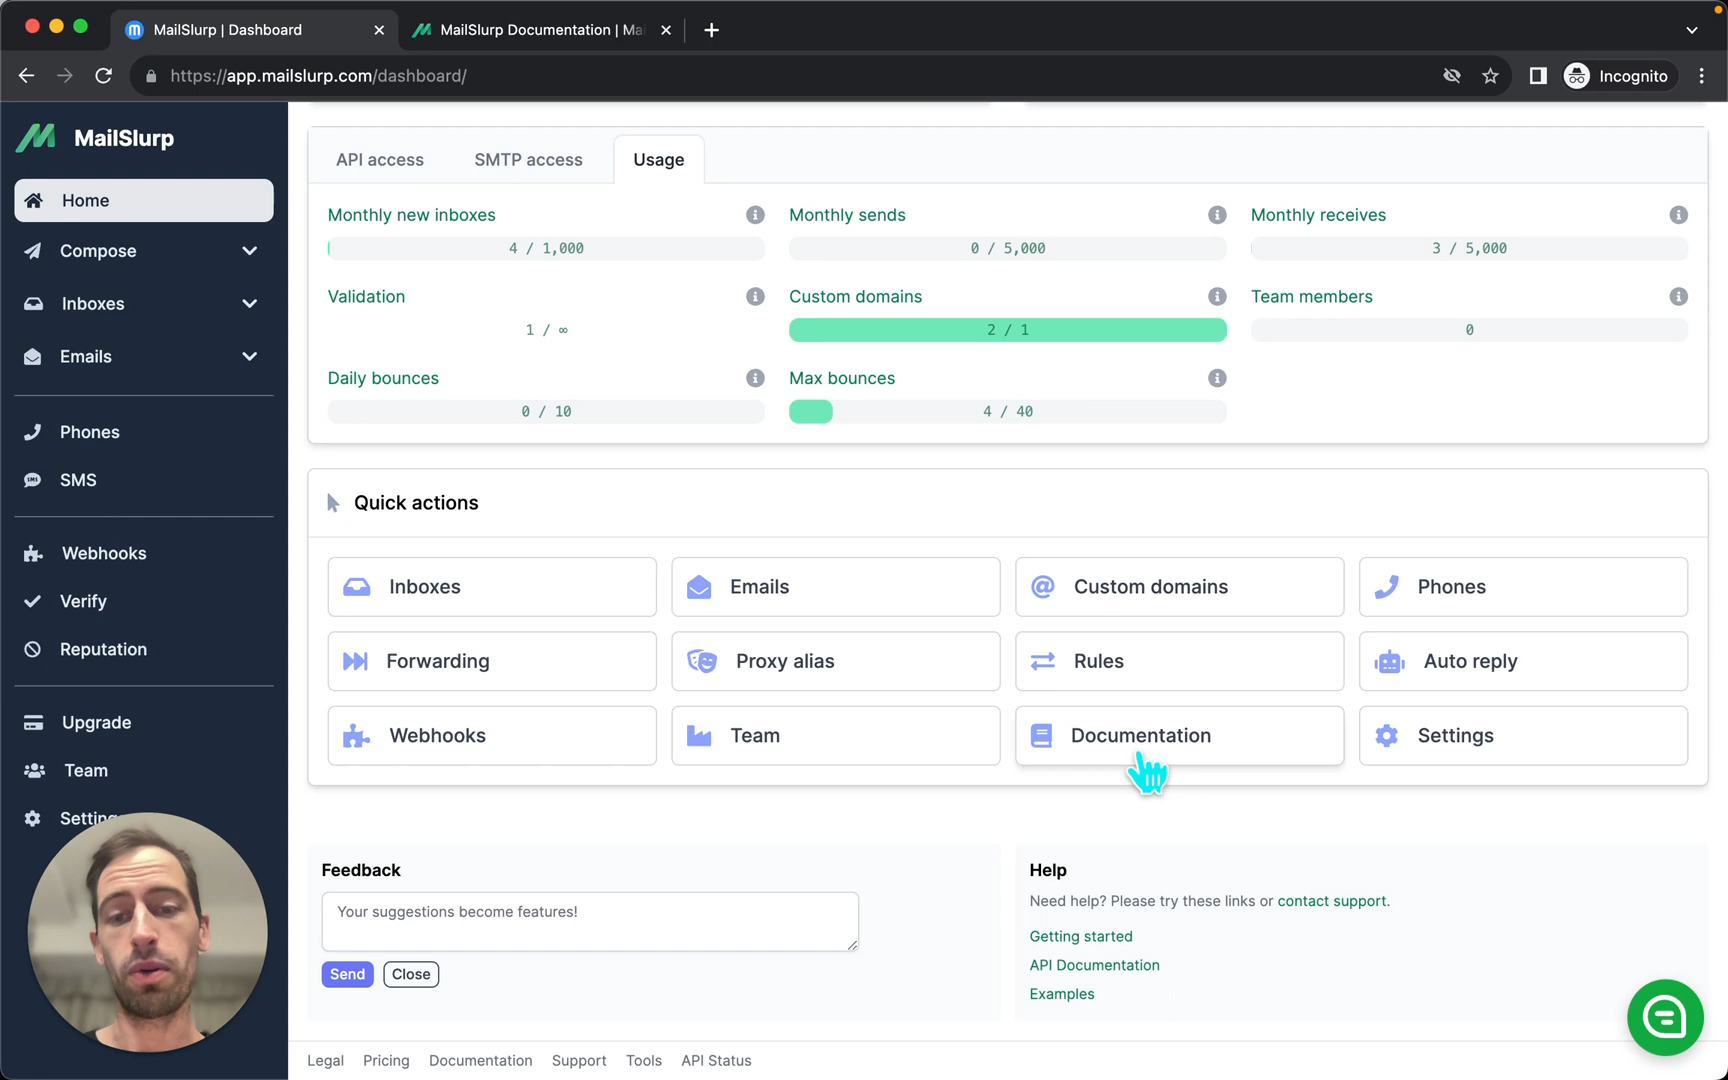 MailSlurp | Dashboard
MailSlurp Documentation | Ma
https://app.mailslurp.com/dashboard/
Incognito
MailSlurp
Home
Compose
Inboxes
Emails
Phones
SMS
Webhooks
Verify
Reputation
Upgrade
Team
Setting
API access
SMTP access
Usage
Monthly new inboxes
4 / 1,000
Monthly sends
0 / 5,000
Monthly receives
3 / 5,000
Validation
1 / ∞
Custom domains
2 / 1
Team members
0
Daily bounces
0 / 10
Max bounces
4 / 40
Quick actions
Inboxes
Emails
Custom domains
Phones
Forwarding
Proxy alias
Rules
Auto reply
Webhooks
Team
Documentation
Settings
Feedback
Your suggestions become features!
Send
Close
Help
Need help? Please try these links or contact support.
Getting started
API Documentation
Examples
Legal
Pricing
Documentation
Support
Tools
API Status